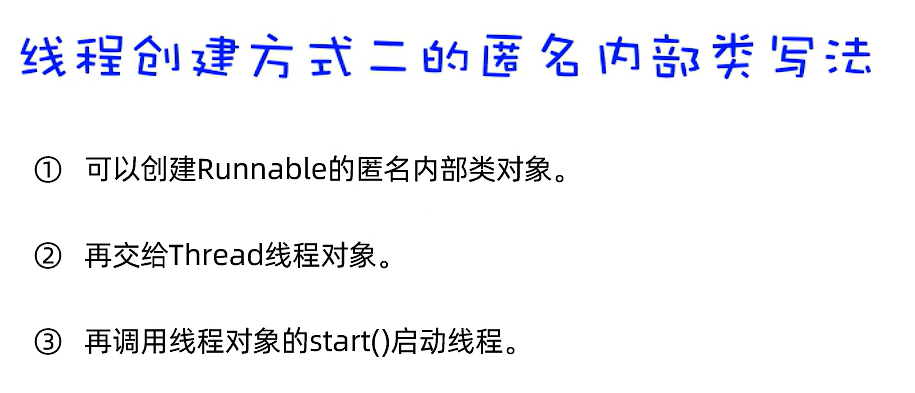 线程创建方式二的匿名内部类写法
① 可以创建Runnable的匿名内部类对象。
② 再交给Thread线程对象。
③ 再调用线程对象的start()启动线程。